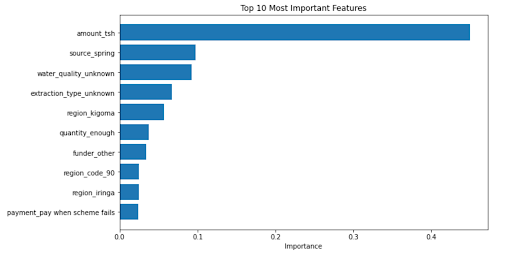 Top 10 Most Important Features
amount_tsh
source_spring
water_quality_unknown
extraction_type_unknown
region_kigoma
quantity_enough
funder_other
region_code_90
region_iringa
payment_pay when scheme fails
0.0 0.1 0.2 0.3 0.4
Importance